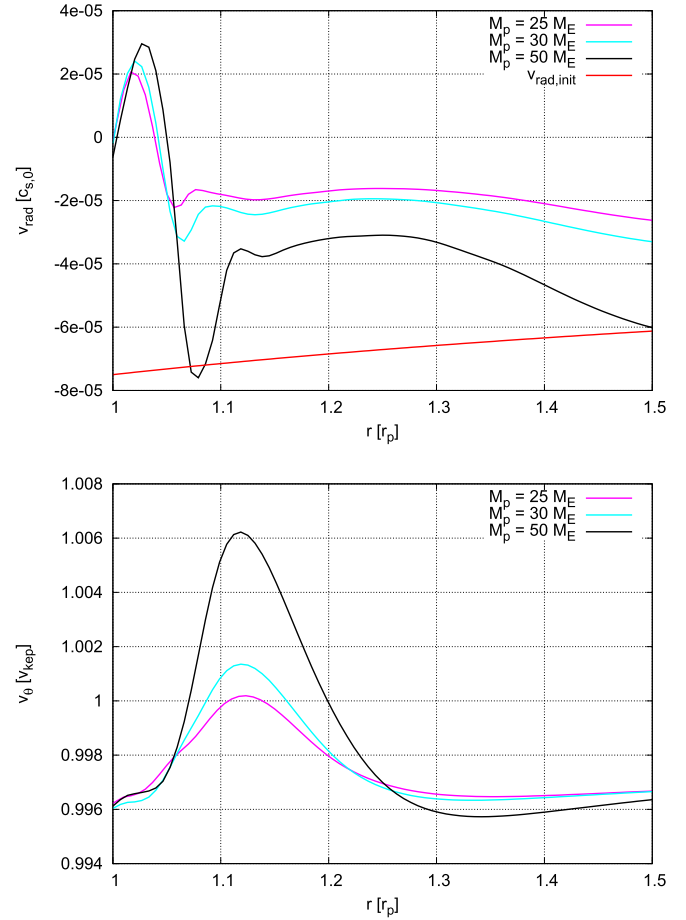 4e-05
2e-05
0
-2e-05
-4e-05
-6e-05
-8e-05
v_rad [c_s,0]
M_p = 25 M_E
M_p = 30 M_E
M_p = 50 M_E
v_rad,init
1 1.1 1.2 1.3 1.4 1.5
r [r_p]
1.008
1.006
1.004
1.002
1
0.998
0.996
0.994
v_θ [v_kep]
M_p = 25 M_E
M_p = 30 M_E
M_p = 50 M_E
1 1.1 1.2 1.3 1.4 1.5
r [r_p]